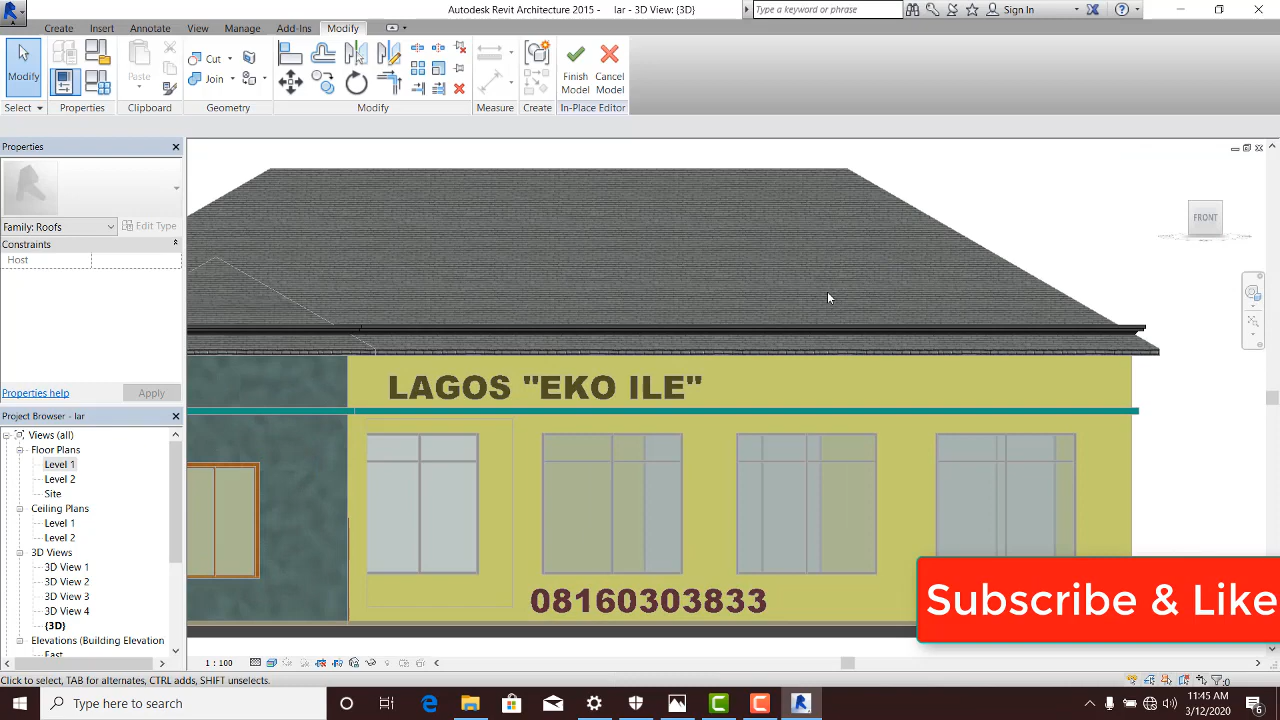 Autodesk Revit Architecture 2015 - lar - 3D View: {3D}
Type a keyword or phrase
Sign In
Create Insert Annotate View Manage Add-Ins Modify
Modify
Paste
Cut
Join
Finish Model
Cancel Model
Select Properties Clipboard Geometry Modify Measure Create In-Place Editor
Properties
Family: Roofs
Edit Type
Constraints
Host
Properties help
Apply
Project Browser - lar
Views (all)
Floor Plans
Level 1
Level 2
Site
Ceiling Plans
Level 1
Level 2
3D Views
3D View 1
3D View 2
3D View 3
3D View 4
{3D}
Elevations (Building Elevation
East
FRONT
LAGOS "EKO ILE"
08160303833
Subscribe & Like
1 : 100
Click to select, TAB for alternates, CTRL adds, SHIFT unselects.
:0
Type here to search
11:45 AM
3/12/2020
6